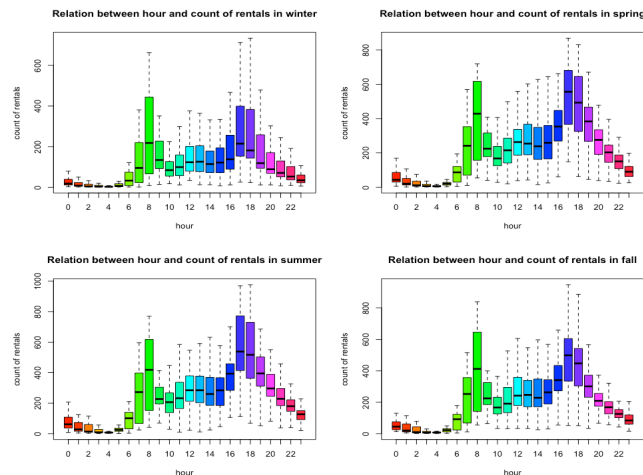 Relation between hour and count of rentals in winter
count of rentals
0 200 400 600
0 2 4 6 8 10 12 14 16 18 20 22
hour
Relation between hour and count of rentals in spring
count of rentals
0 200 400 600 800
0 2 4 6 8 10 12 14 16 18 20 22
hour
Relation between hour and count of rentals in summer
count of rentals
0 200 400 600 800 1000
0 2 4 6 8 10 12 14 16 18 20 22
hour
Relation between hour and count of rentals in fall
count of rentals
0 200 400 600 800
0 2 4 6 8 10 12 14 16 18 20 22
hour